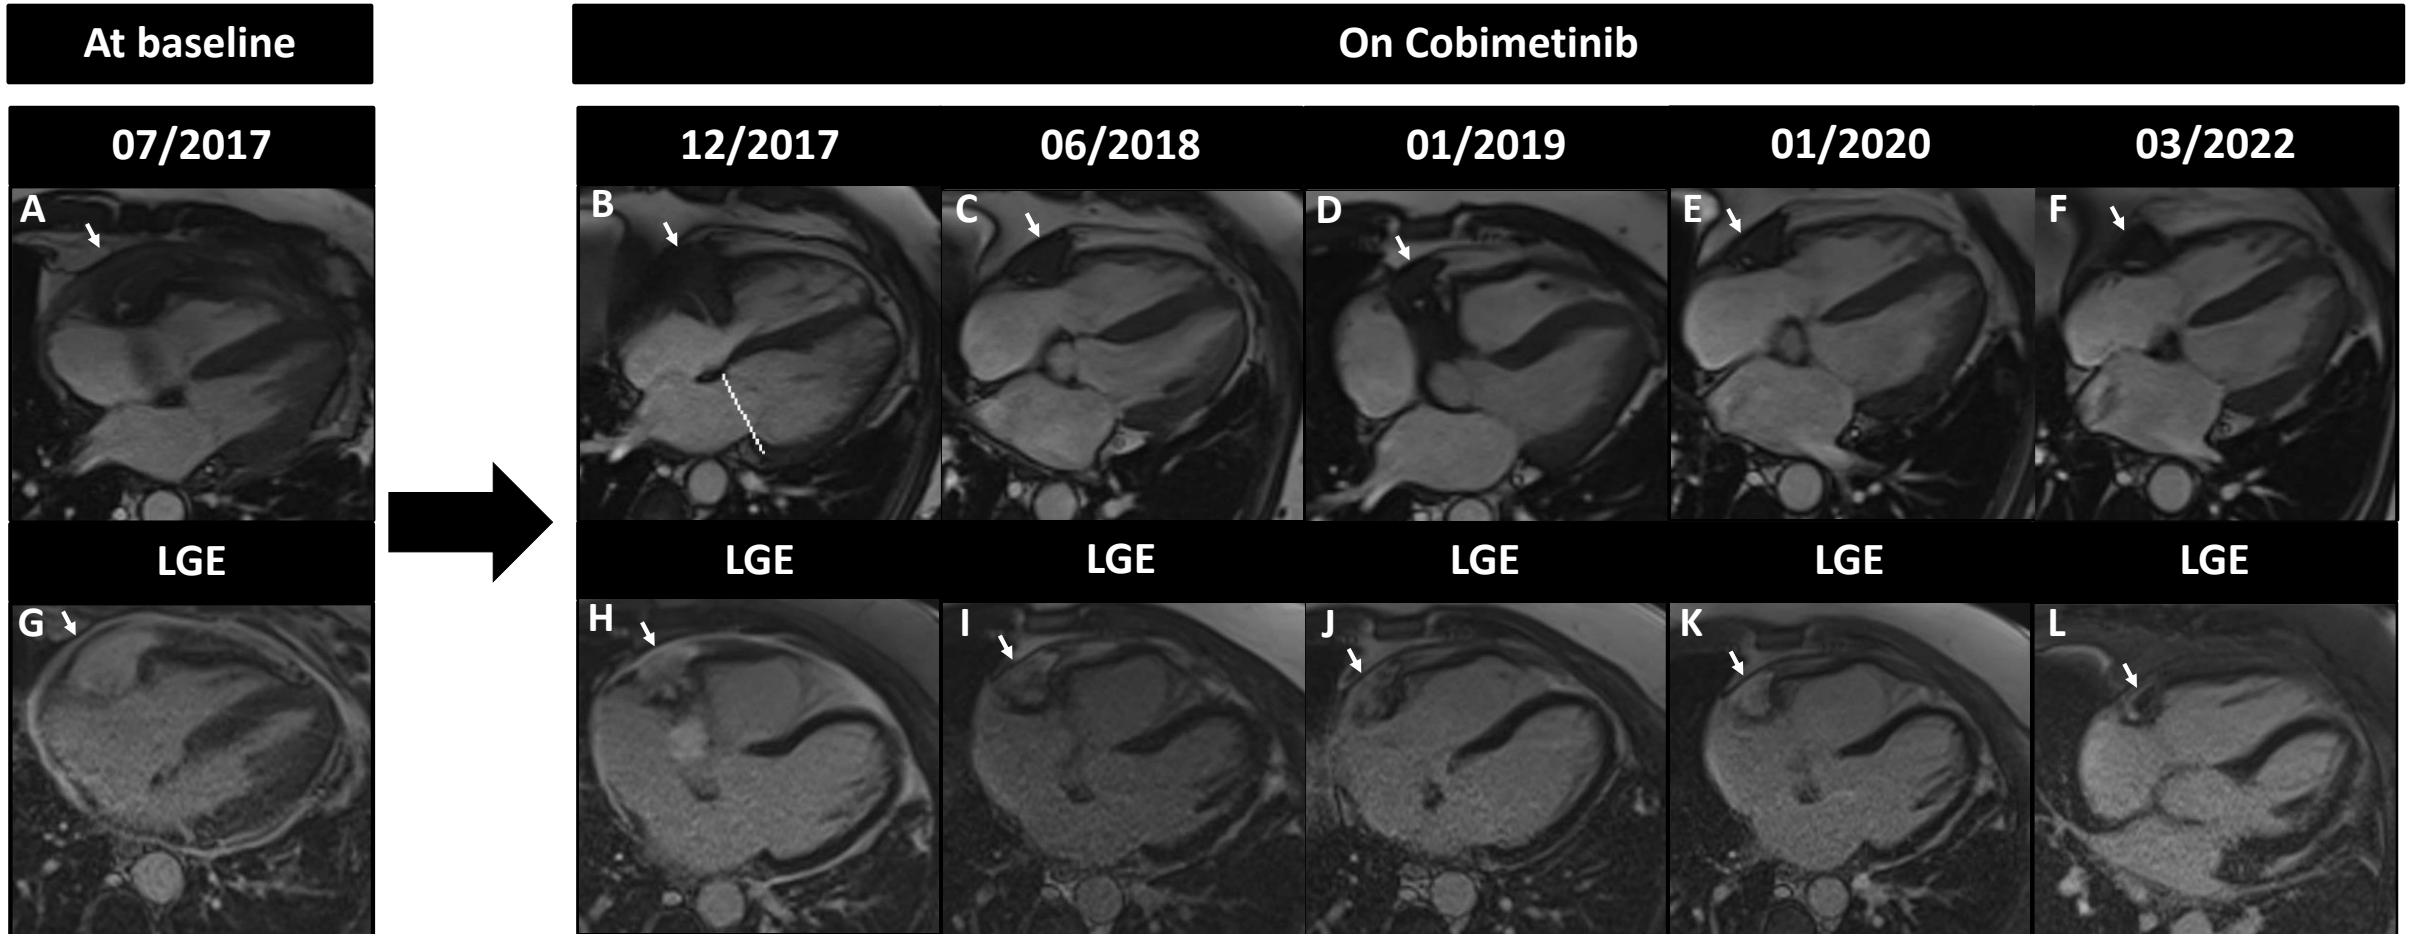 At baseline
On Cobimetinib
07/2017
12/2017
06/2018
01/2019
01/2020
03/2022
A
B
C
D
E
F
LGE
LGE
LGE
LGE
LGE
LGE
G
H
I
J
K
L